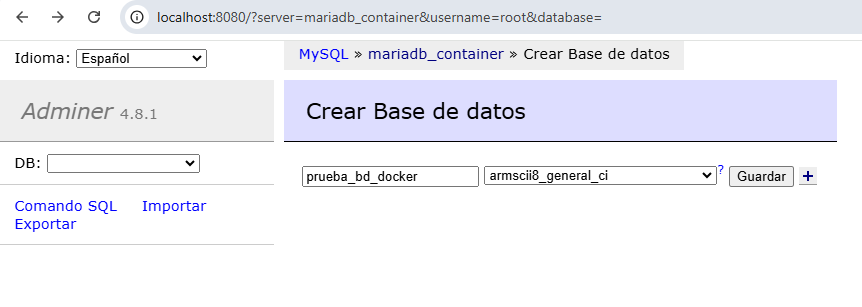 localhost:8080/?server=mariadb_container&username=root&database=
Idioma: Español
MySQL » mariadb_container » Crear Base de datos
Adminer 4.8.1
Crear Base de datos
DB:
prueba_bd_docker armscii8_general_ci ? Guardar +
Comando SQL Importar
Exportar